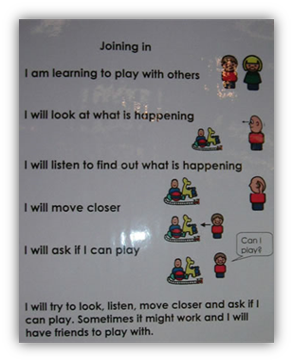 Joining in
I am learning to play with others
I will look at what is happening
I will listen to find out what is happening
I will move closer
I will ask if I can play
Can I
play?
I will try to look, listen, move closer and ask if I
can play. Sometimes it might work and I will
have friends to play with.